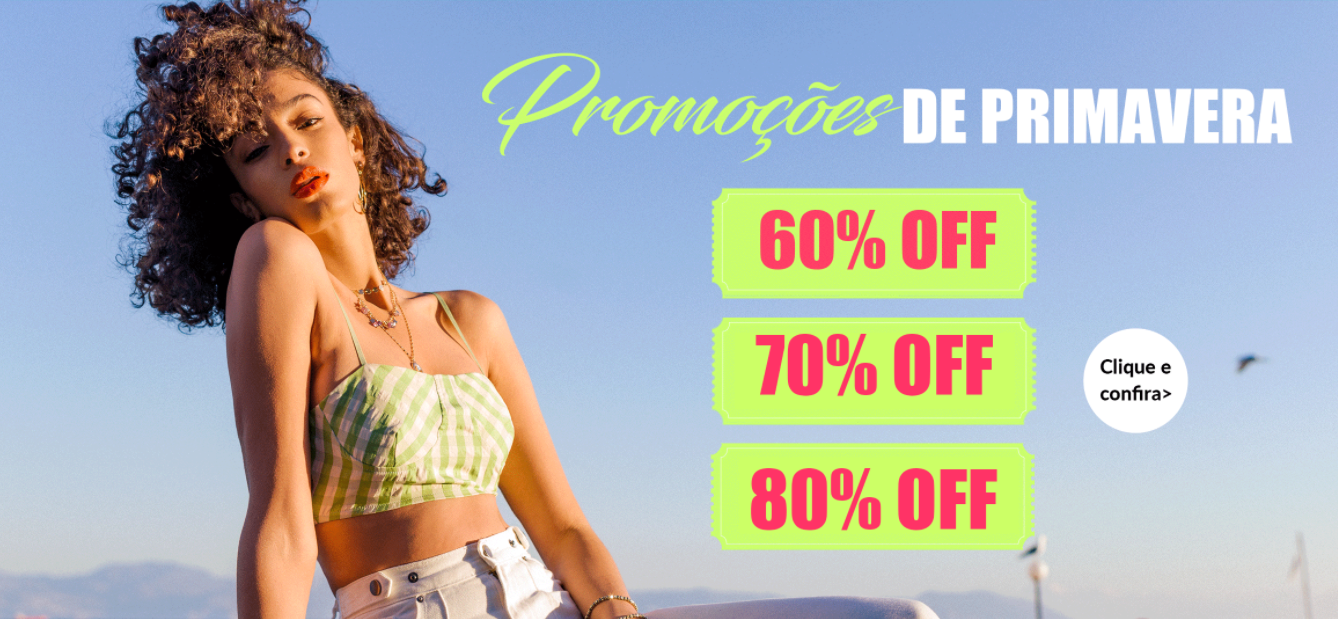 Promoções DE PRIMAVERA
60% OFF
70% OFF
80% OFF
Clique e
confira>